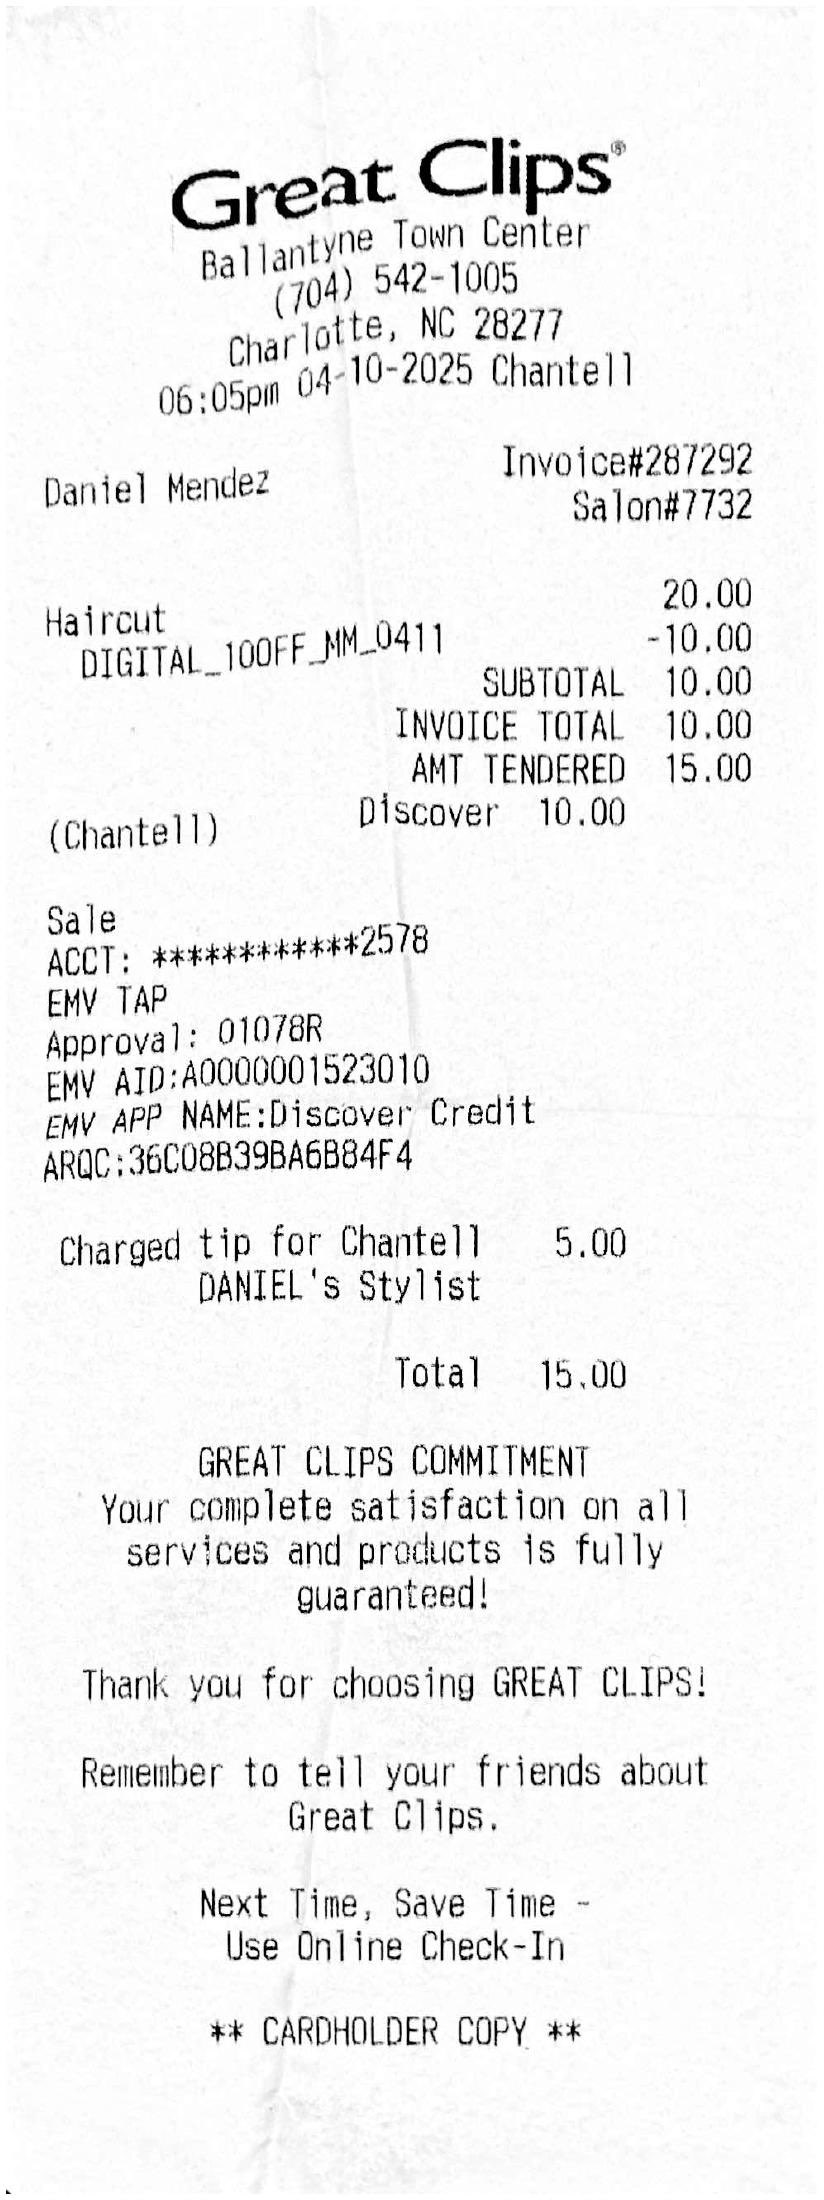 Great Clips®
Ballantyne Town Center
(704) 542-1005
Charlotte, NC 28277
06:05pm 04-10-2025 Chantell
Invoice#287292
Daniel Mendez
Salon#7732
Haircut 20.00
DIGITAL_10OFF_MM_0411 -10.00
SUBTOTAL 10.00
INVOICE TOTAL 10.00
AMT TENDERED 15.00
(Chantell) Discover 10.00
Sale
ACCT: ************2578
EMV TAP
Approval: 01078R
EMV AID:A0000001523010
EMV APP NAME:Discover Credit
ARQC:36C08B39BA6B84F4
Charged tip for Chantell 5.00
DANIEL's Stylist
Total 15.00
GREAT CLIPS COMMITMENT
Your complete satisfaction on all
services and products is fully
guaranteed!
Thank you for choosing GREAT CLIPS!
Remember to tell your friends about
Great Clips.
Next Time, Save Time -
Use Online Check-In
** CARDHOLDER COPY **